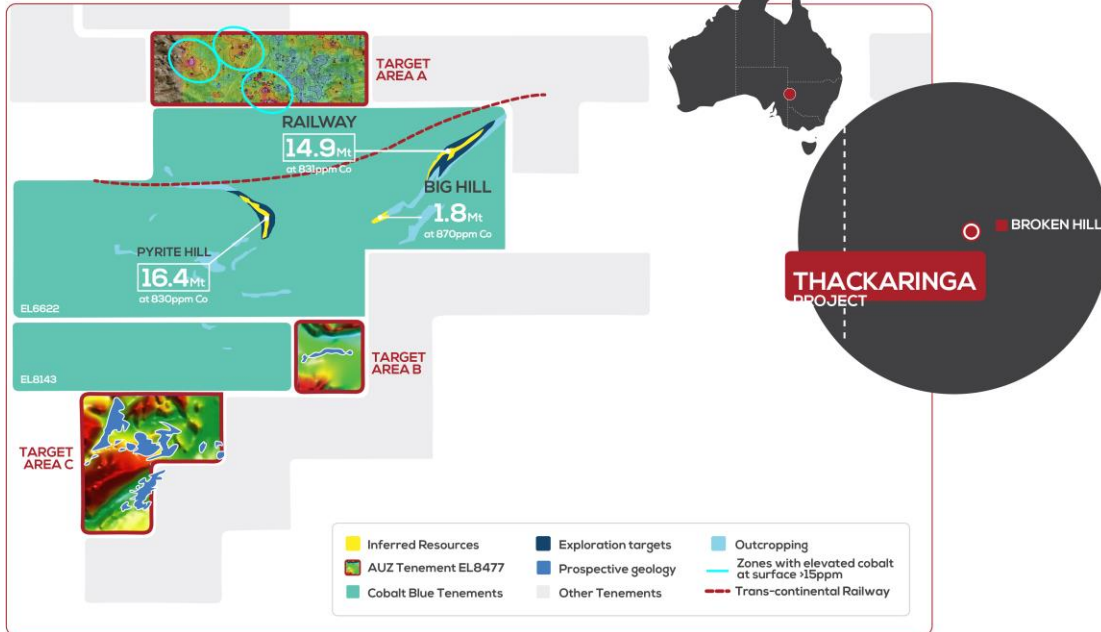 TARGET
AREA A
RAILWAY
14.9Mt
at 831ppm Co
BIG HILL
1.8Mt
at 870ppm Co
PYRITE HILL
16.4Mt
at 830ppm Co
EL6622
EL8143
TARGET
AREA B
TARGET
AREA C
BROKEN HILL
THACKARINGA
PROJECT
Inferred Resources
AUZ Tenement EL8477
Cobalt Blue Tenements
Exploration targets
Prospective geology
Other Tenements
Outcropping
Zones with elevated cobalt
at surface >15ppm
Trans-continental Railway